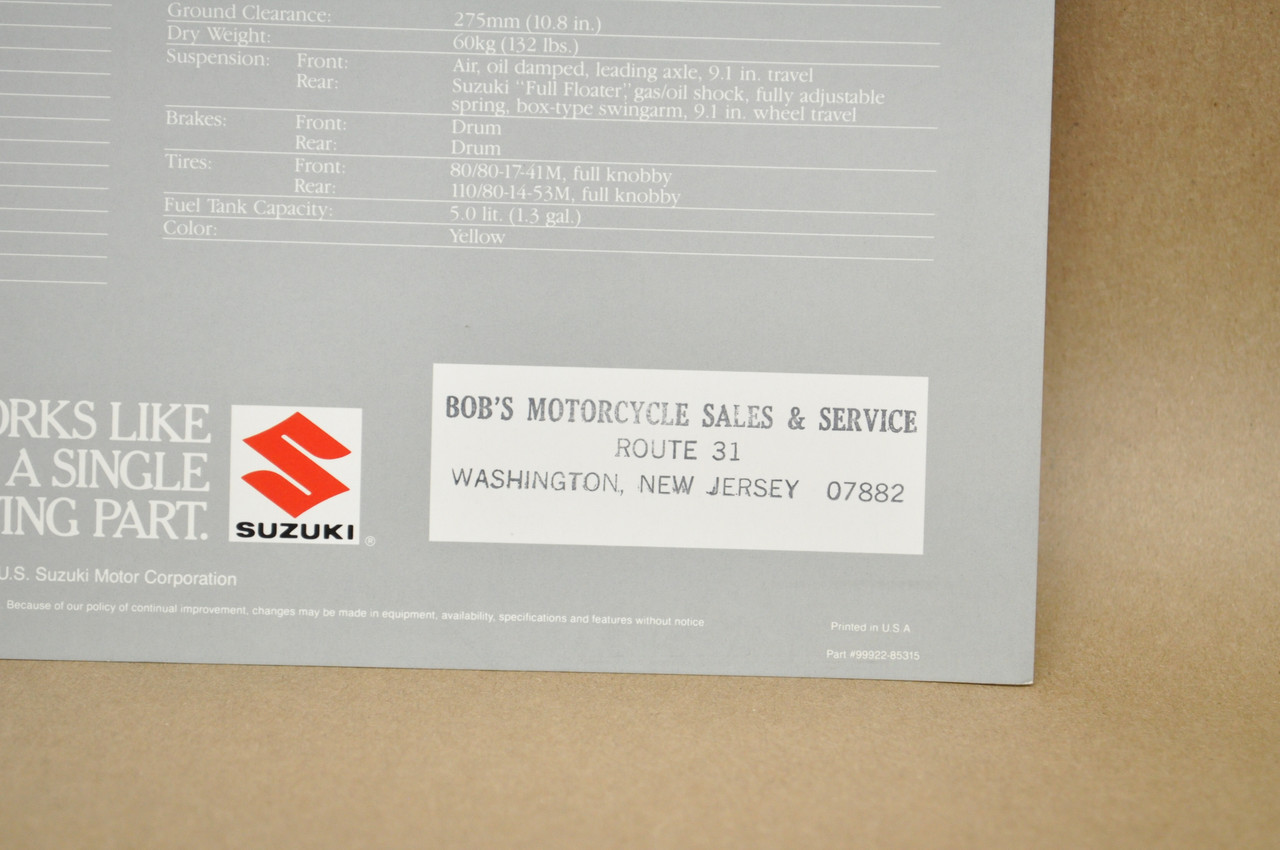 Ground Clearance: 275mm (10.8 in.)
Dry Weight: 60kg (132 lbs.)
Suspension: Front: Air, oil damped, leading axle, 9.1 in. travel
Rear: Suzuki “Full Floater,” gas/oil shock, fully adjustable
spring, box-type swingarm, 9.1 in. wheel travel
Brakes: Front: Drum
Rear: Drum
Tires: Front: 80/80-17-41M, full knobby
Rear: 110/80-14-53M, full knobby
Fuel Tank Capacity: 5.0 lit. (1.3 gal.)
Color: Yellow
ORKS LIKE
A SINGLE
ING PART.
SUZUKI®
BOB'S MOTORCYCLE SALES & SERVICE
ROUTE 31
WASHINGTON, NEW JERSEY 07882
U.S. Suzuki Motor Corporation
Because of our policy of continual improvement, changes may be made in equipment, availability, specifications and features without notice
Printed in U.S.A
Part #99922-85315